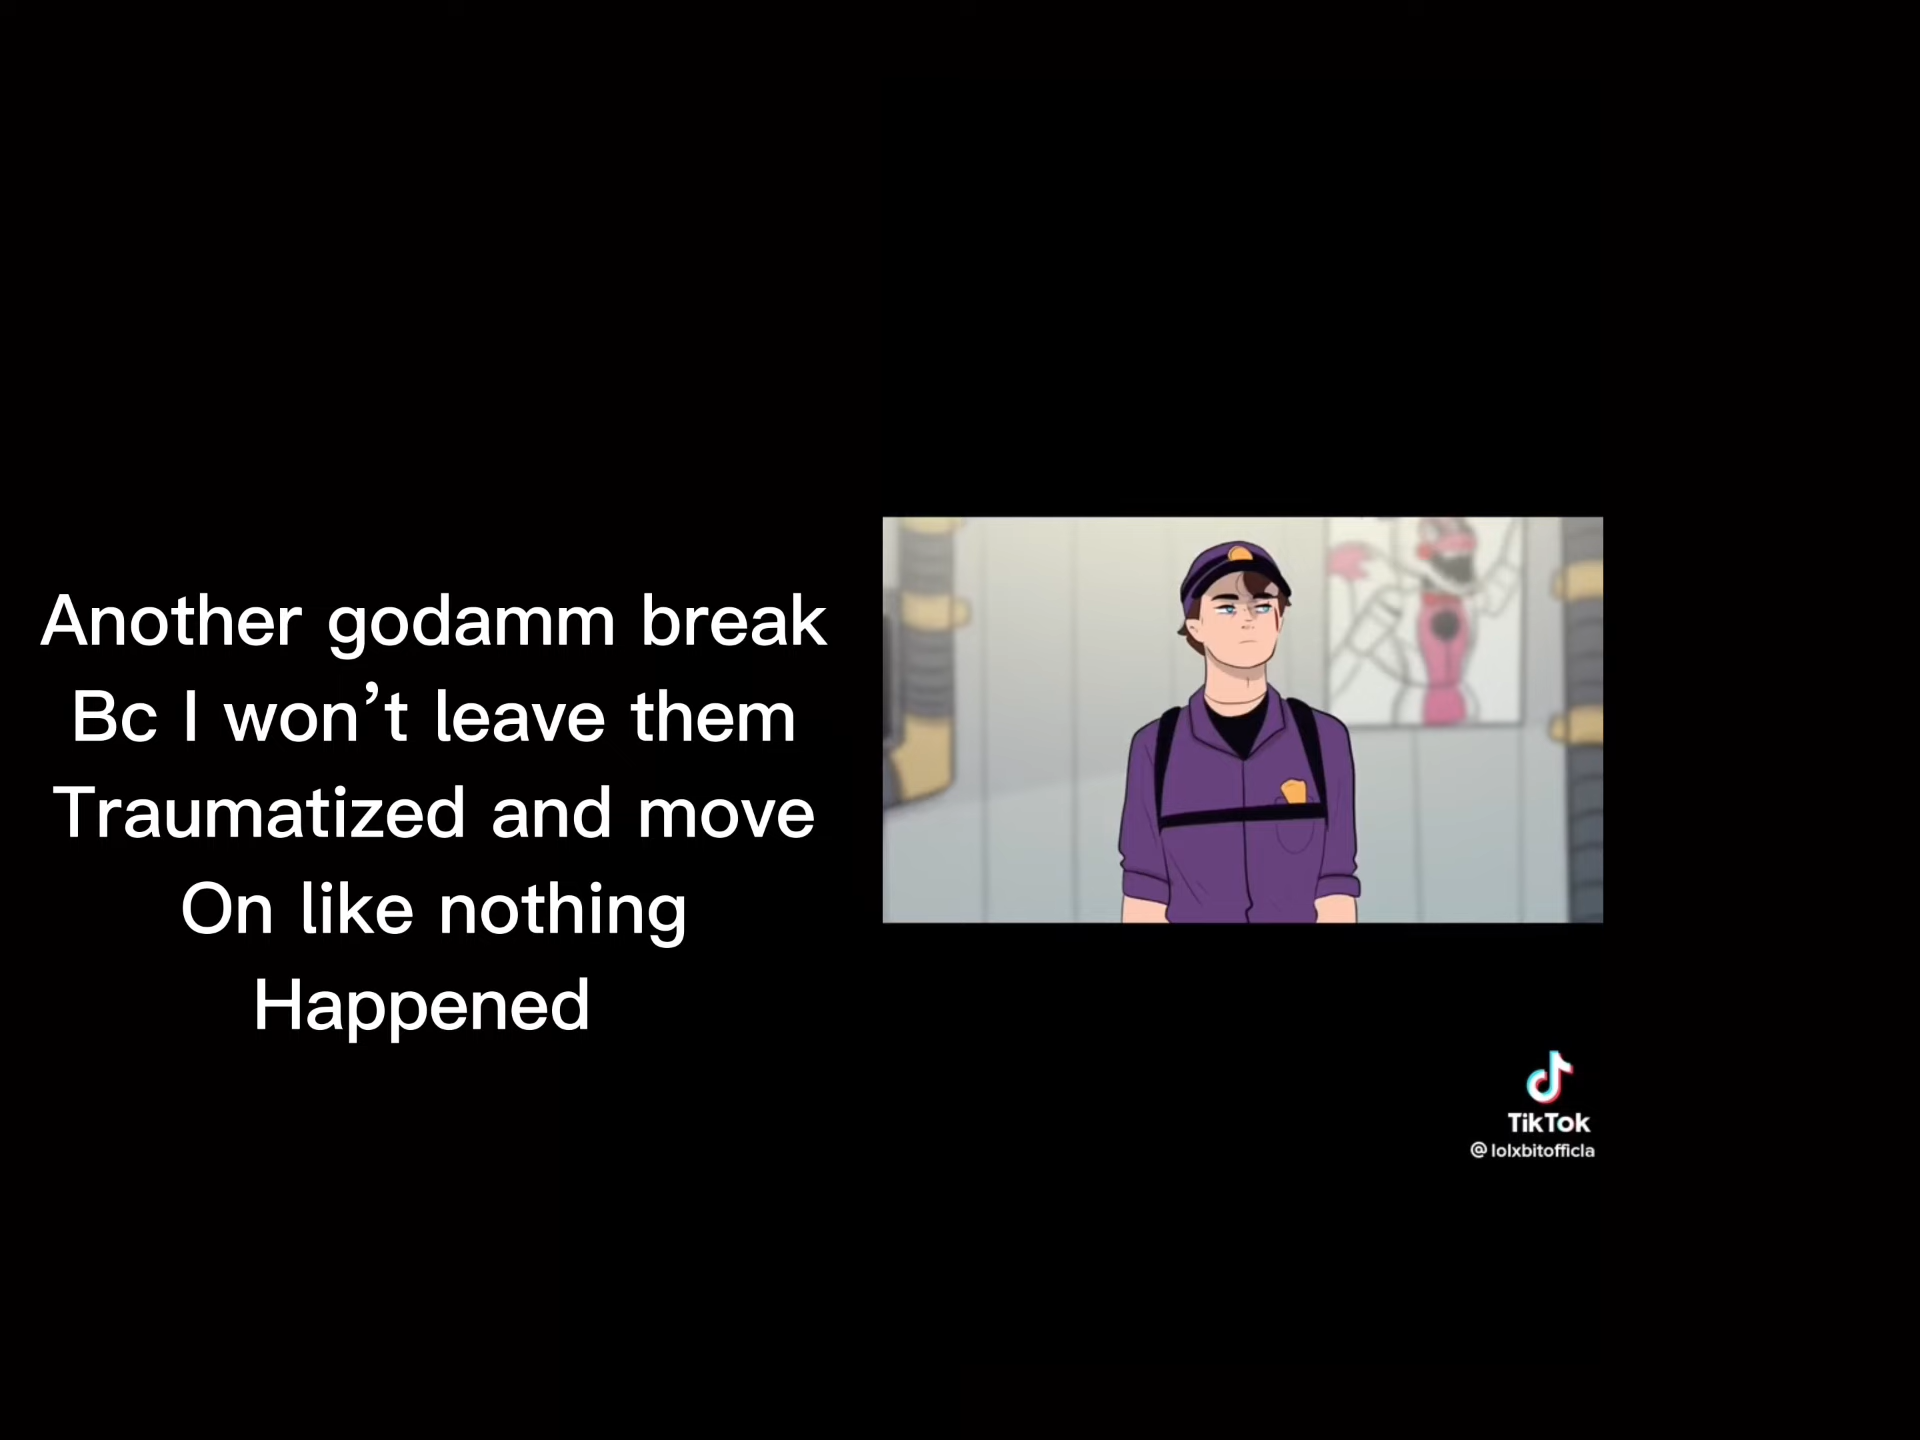 Another godamm break
Bc I won’t leave them
Traumatized and move
On like nothing
Happened
TikTok
@lolxbitofficla